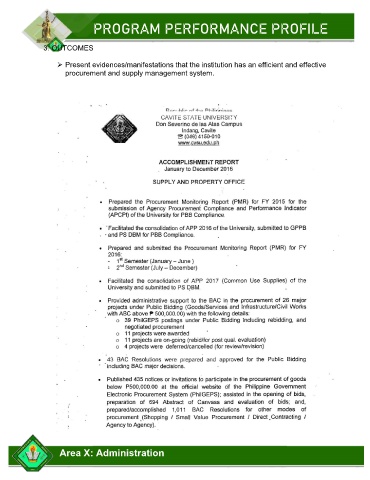 PROGRAM PERFORMANCE PROFILE
3. OUTCOMES
➢ Present evidences/manifestations that the institution has an efficient and effective
procurement and supply management system.
Republic of the Philippines
CAVITE STATE UNIVERSITY
Don Severino de las Alas Campus
Indang, Cavite
☎ (046) 4150-010
www.cvsu.edu.ph
ACCOMPLISHMENT REPORT
January to December 2016
SUPPLY AND PROPERTY OFFICE
• Prepared the Procurement Monitoring Report (PMR) for FY 2015 for the
submission of Agency Procurement Compliance and Performance Indicator
(APCPI) of the University for PBB Compliance.
• Facilitated the consolidation of APP 2016 of the University, submitted to GPPB
and PS DBM for PBB Compliance.
• Prepared and submitted the Procurement Monitoring Report (PMR) for FY
2016:
- 1st Semester (January – June )
- 2nd Semester (July – December)
• Facilitated the consolidation of APP 2017 (Common Use Supplies) of the
University and submitted to PS DBM.
• Provided administrative support to the BAC in the procurement of 26 major
projects under Public Bidding (Goods/Services and Infrastructure/Civil Works
with ABC above ₱ 500,000.00) with the following details:
o 39 PhilGEPS postings under Public Bidding including rebidding, and
negotiated procurement
o 11 projects were awarded
o 11 projects are on-going (rebid/for post qual. evaluation)
o 4 projects were deferred/cancelled (for review/revision)
• 43 BAC Resolutions were prepared and approved for the Public Bidding
including BAC major decisions.
• Published 435 notices or invitations to participate in the procurement of goods
below P500,000.00 at the official website of the Philippine Government
Electronic Procurement System (PhilGEPS); assisted in the opening of bids,
preparation of 694 Abstract of Canvass and evaluation of bids; and,
prepared/accomplished 1,011 BAC Resolutions for other modes of
procurement (Shopping / Small Value Procurement / Direct Contracting /
Agency to Agency).
Area X: Administration